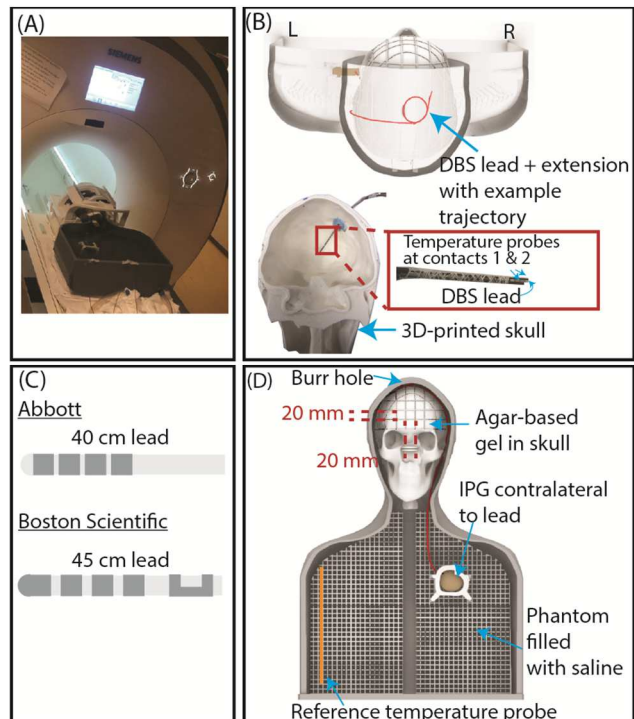 (A)
SIEMENS
(B)
L
R
DBS lead + extension
with example
trajectory
Temperature probes
at contacts 1 & 2
DBS lead
3D-printed skull
(C)
Abbott
40 cm lead
Boston Scientific
45 cm lead
(D)
Burr hole
20 mm
Agar-based
gel in skull
20 mm
IPG contralateral
to lead
Phantom
filled
with saline
Reference temperature probe